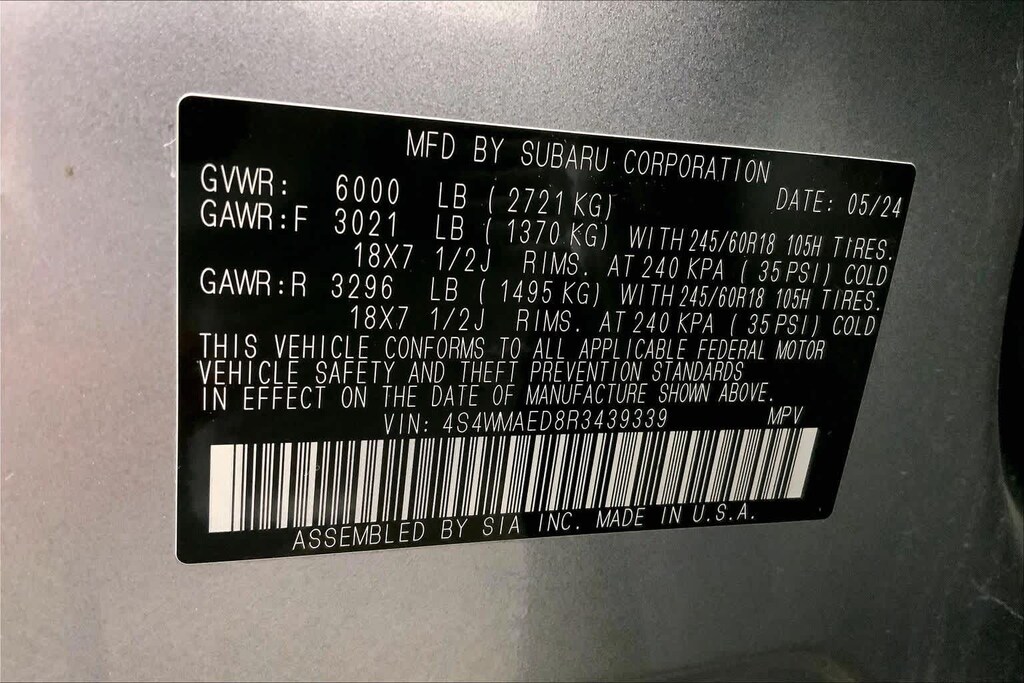 MFD BY SUBARU CORPORATION
GVWR: 6000 LB ( 2721 KG) DATE: 05/24
GAWR:F 3021 LB ( 1370 KG) WITH 245/60R18 105H TIRES.
18X7 1/2J RIMS. AT 240 KPA ( 35 PSI) COLD
GAWR:R 3296 LB ( 1495 KG) WITH 245/60R18 105H TIRES.
18X7 1/2J RIMS. AT 240 KPA ( 35 PSI) COLD
THIS VEHICLE CONFORMS TO ALL APPLICABLE FEDERAL MOTOR
VEHICLE SAFETY AND THEFT PREVENTION STANDARDS
IN EFFECT ON THE DATE OF MANUFACTURE SHOWN ABOVE.
VIN: 4S4WMAED8R3439339 MPV
ASSEMBLED BY SIA INC. MADE IN U.S.A.